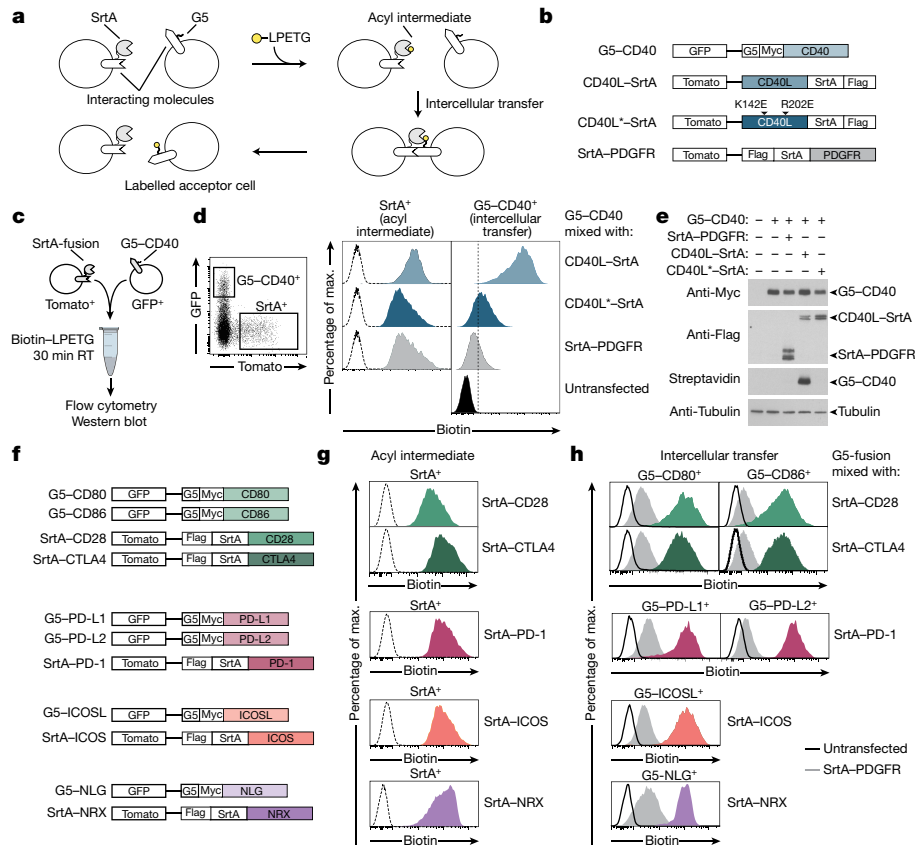 a
SrtA
G5
LPETG
Acyl intermediate
Interacting molecules
Intercellular transfer
Labelled acceptor cell
b
G5–CD40
GFP
G5
Myc
CD40
CD40L–SrtA
Tomato
CD40L
SrtA
Flag
K142E
R202E
CD40L*–SrtA
Tomato
CD40L
SrtA
Flag
SrtA–PDGFR
Tomato
Flag
SrtA
PDGFR
c
SrtA-fusion
G5–CD40
Tomato+
GFP+
Biotin–LPETG
30 min RT
Flow cytometry
Western blot
d
GFP
G5–CD40+
SrtA+
Tomato
Percentage of max.
SrtA+
(acyl
intermediate)
G5–CD40+
(intercellular
transfer)
G5–CD40
mixed with:
CD40L–SrtA
CD40L*–SrtA
SrtA–PDGFR
Untransfected
Biotin
e
G5–CD40: – + + + +
SrtA–PDGFR: – – + – –
CD40L–SrtA: – – – + –
CD40L*–SrtA: – – – – +
Anti-Myc
G5–CD40
Anti-Flag
CD40L–SrtA
SrtA–PDGFR
Streptavidin
G5–CD40
Anti-Tubulin
Tubulin
f
G5–CD80
GFP
G5
Myc
CD80
G5–CD86
GFP
G5
Myc
CD86
SrtA–CD28
Tomato
Flag
SrtA
CD28
SrtA–CTLA4
Tomato
Flag
SrtA
CTLA4
G5-PD-L1
GFP
G5
Myc
PD-L1
G5–PD-L2
GFP
G5
Myc
PD-L2
SrtA–PD-1
Tomato
Flag
SrtA
PD-1
G5–ICOSL
GFP
G5
Myc
ICOSL
SrtA–ICOS
Tomato
Flag
SrtA
ICOS
G5–NLG
GFP
G5
Myc
NLG
SrtA–NRX
Tomato
Flag
SrtA
NRX
g
Acyl intermediate
Percentage of max.
SrtA+
SrtA–CD28
SrtA–CTLA4
Biotin
SrtA+
SrtA–PD-1
Biotin
SrtA+
SrtA–ICOS
Biotin
SrtA+
SrtA–NRX
Biotin
h
Intercellular transfer
G5-fusion
mixed with:
Percentage of max.
G5–CD80+
G5–CD86+
SrtA–CD28
SrtA–CTLA4
Biotin
Biotin
G5-PD-L1+
G5-PD-L2+
SrtA–PD-1
Biotin
Biotin
G5-ICOSL+
SrtA–ICOS
Biotin
G5-NLG+
SrtA–NRX
Biotin
Untransfected
SrtA–PDGFR